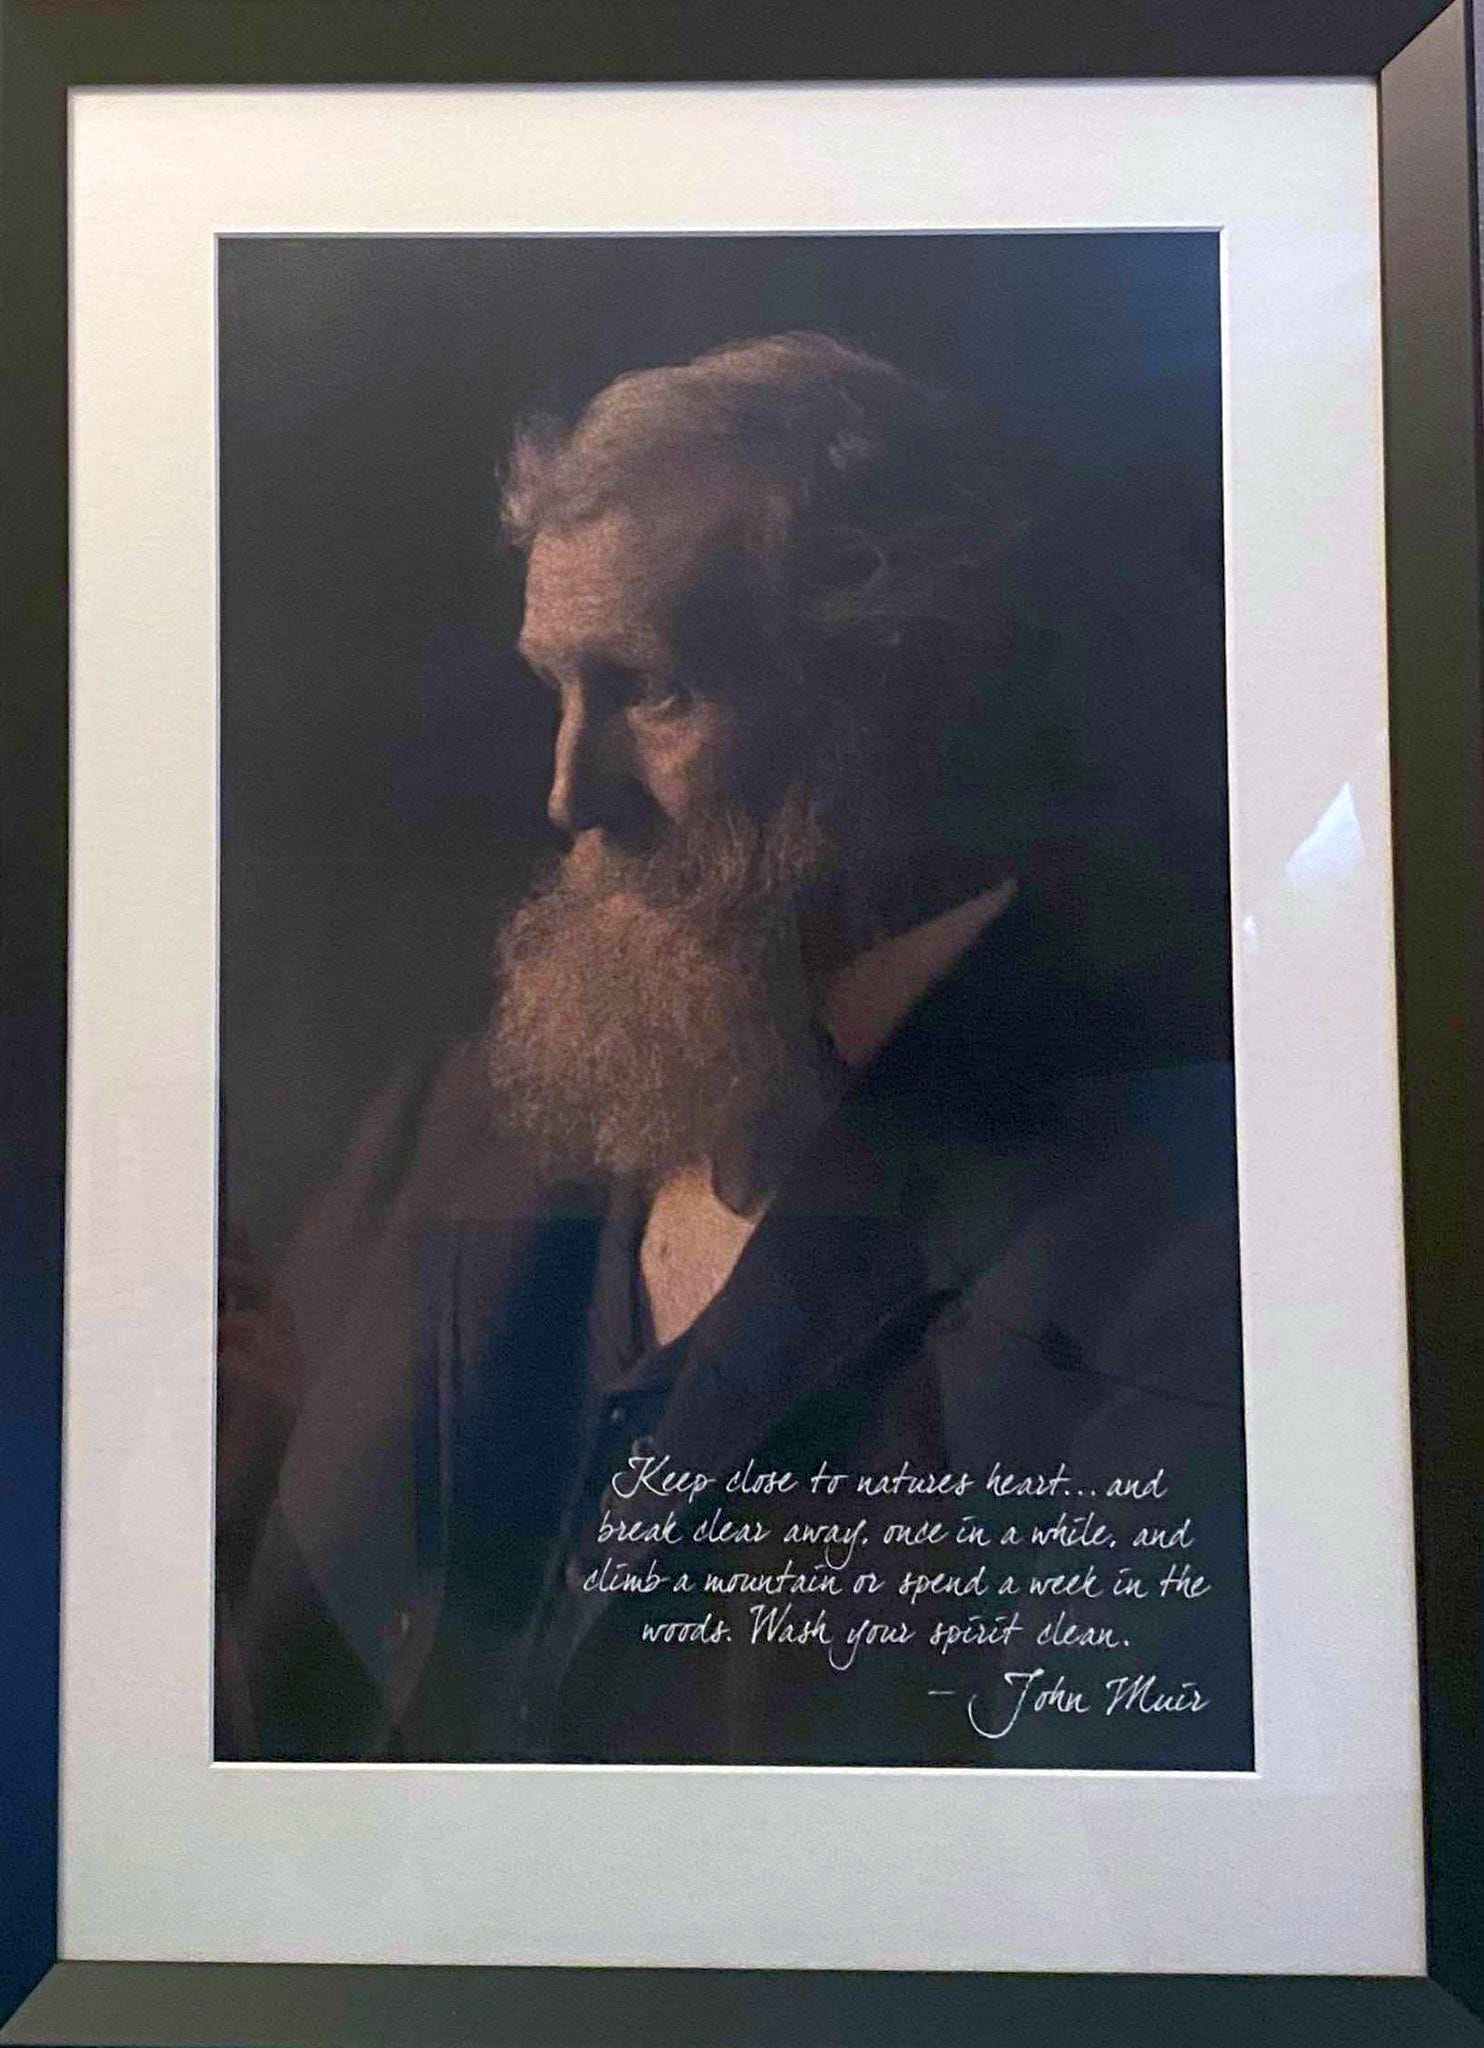 Keep close to natures heart... and
break clear away, once in a while, and
climb a mountain or spend a week in the
woods. Wash your spirit clean.
- John Muir